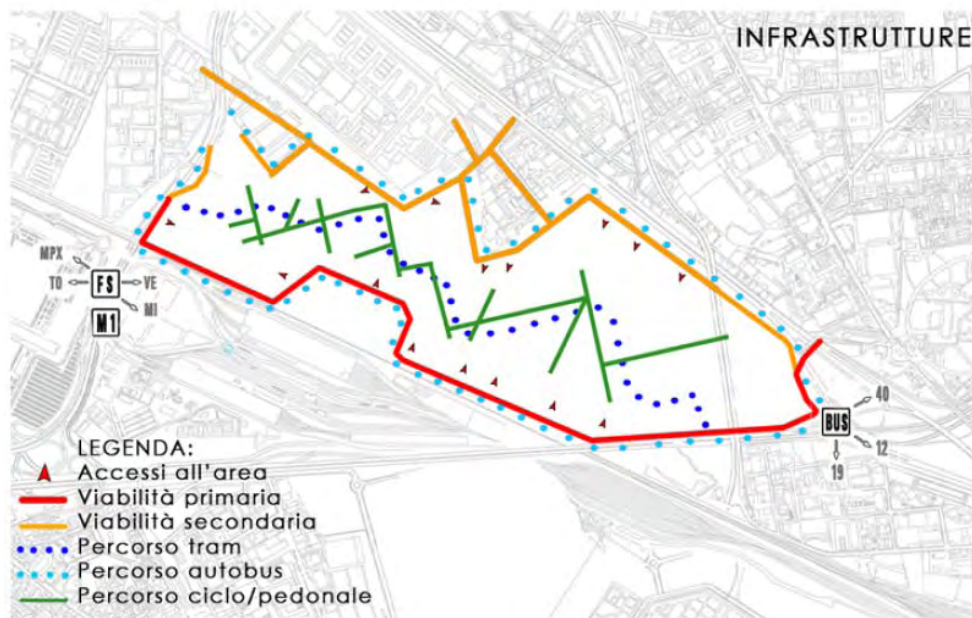 INFRASTRUTTURE
MPX
TO
FS
VE
MI
M1
40
BUS
12
19
LEGENDA:
Accessi all'area
Viabilità primaria
Viabilità secondaria
Percorso tram
Percorso autobus
Percorso ciclo/pedonale